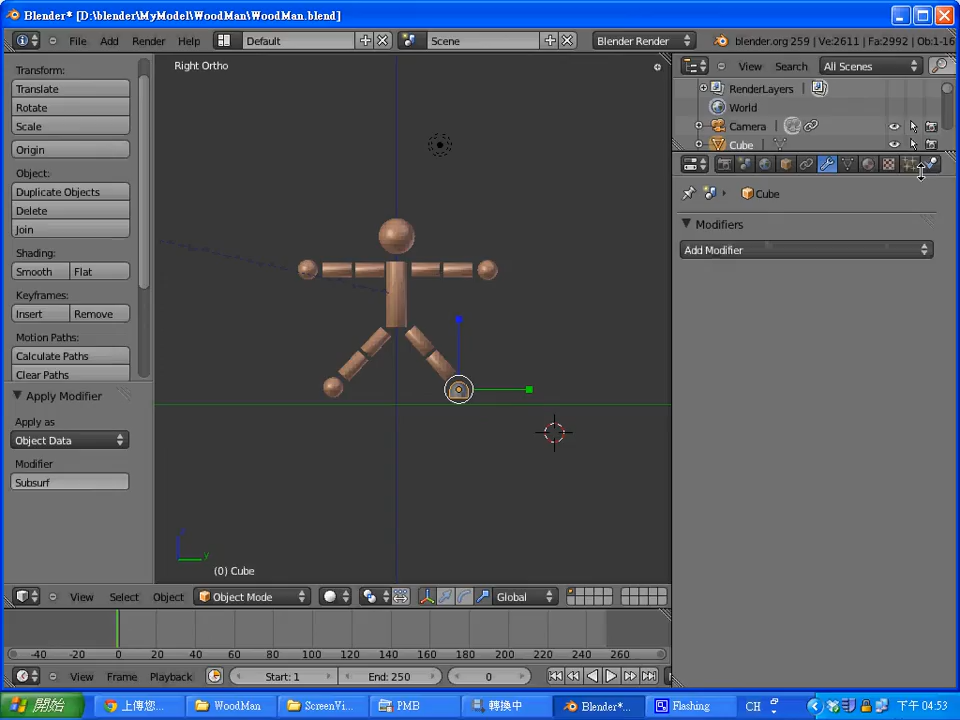 Blender* [D:\blender\MyModel\WoodMan\WoodMan.blend]
File Add Render Help Default Scene Blender Render blender.org 259 | Ve:2611 | Fa:2992 | Ob:1-16
Transform:
Translate
Rotate
Scale
Origin
Object:
Duplicate Objects
Delete
Join
Shading:
Smooth Flat
Keyframes:
Insert Remove
Motion Paths:
Calculate Paths
Clear Paths
Apply Modifier
Apply as
Object Data
Modifier
Subsurf
Right Ortho
y
(0) Cube
View Select Object Object Mode Global
View Search All Scenes
RenderLayers
World
Camera
Cube
Cube
Modifiers
Add Modifier
-40 -20 0 20 40 60 80 100 120 140 160 180 200 220 240 260
View Frame Playback Start: 1 End: 250 0
開始 上傳您... WoodMan ScreenVi... PMB 轉換中 Blender*... Flashing CH 下午 04:53